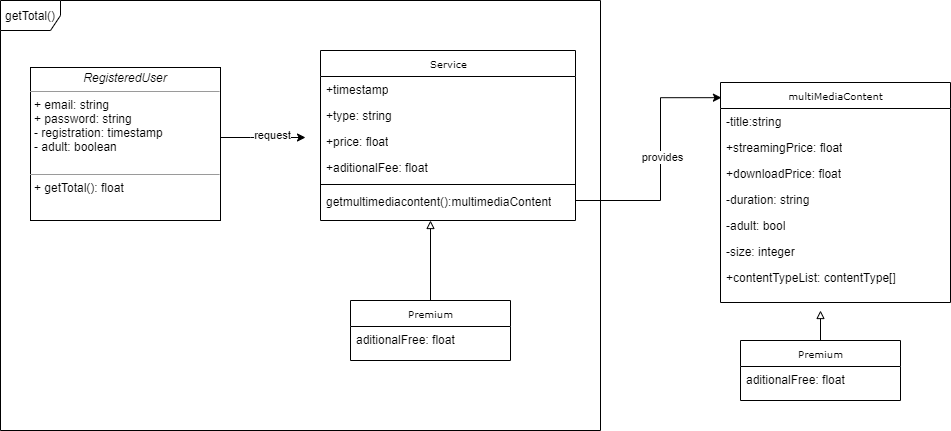 getTotal()
RegisteredUser
+ email: string
+ password: string
- registration: timestamp
- adult: boolean
+ getTotal(): float
request
Service
+timestamp
+type: string
+price: float
+aditionalFee: float
getmultimediacontent():multimediaContent
Premium
aditionalFree: float
provides
multiMediaContent
-title:string
+streamingPrice: float
+downloadPrice: float
-duration: string
-adult: bool
-size: integer
+contentTypeList: contentType[]
Premium
aditionalFree: float